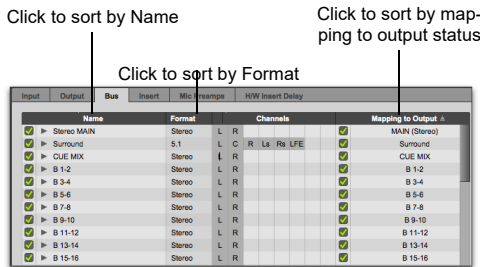 Click to sort by Name
Click to sort by map-
ping to output status
Click to sort by Format
Input Output Bus Insert Mic Preamps H/W Insert Delay
Name Format Channels Mapping to Output
Stereo MAIN Stereo L R MAIN (Stereo)
Surround 5.1 L C R Ls Rs LFE Surround
CUE MIX Stereo L R CUE MIX
B 1-2 Stereo L R B 1-2
B 3-4 Stereo L R B 3-4
B 5-6 Stereo L R B 5-6
B 7-8 Stereo L R B 7-8
B 9-10 Stereo L R B 9-10
B 11-12 Stereo L R B 11-12
B 13-14 Stereo L R B 13-14
B 15-16 Stereo L R B 15-16